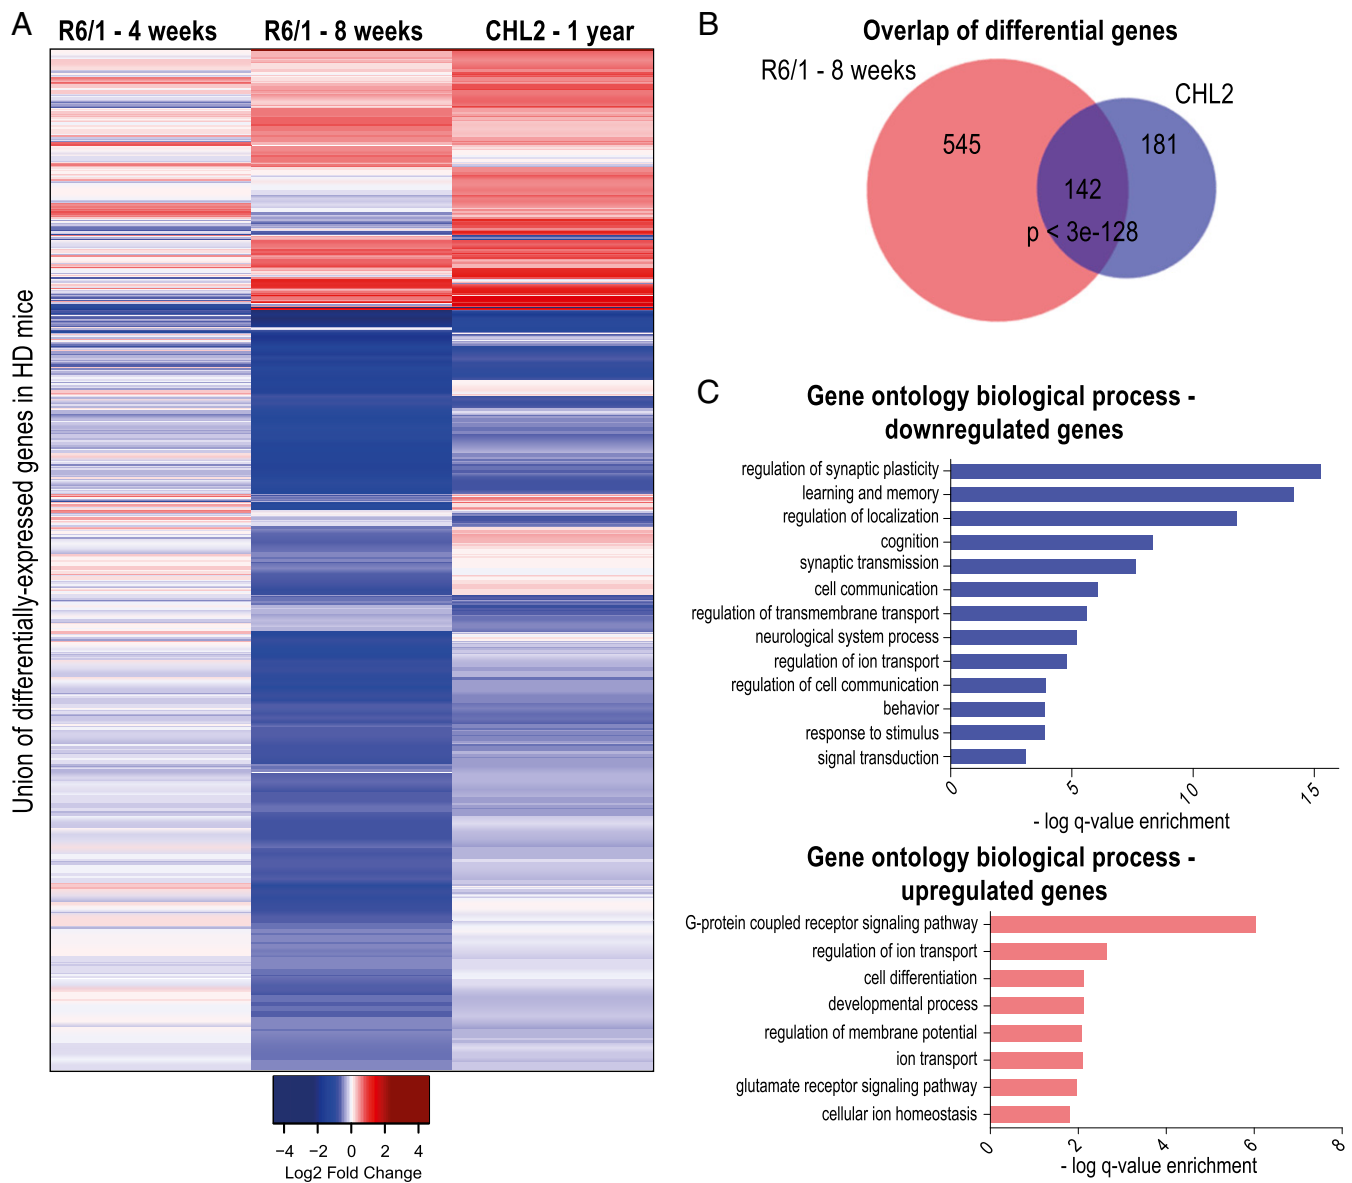 A
R6/1 - 4 weeks
R6/1 - 8 weeks
CHL2 - 1 year
Union of differentially-expressed genes in HD mice
−4 −2 0 2 4
Log2 Fold Change
B
Overlap of differential genes
R6/1 - 8 weeks
CHL2
545
181
142
p < 3e-128
C
Gene ontology biological process -
downregulated genes
regulation of synaptic plasticity
learning and memory
regulation of localization
cognition
synaptic transmission
cell communication
regulation of transmembrane transport
neurological system process
regulation of ion transport
regulation of cell communication
behavior
response to stimulus
signal transduction
0 5 10 15
- log q-value enrichment
Gene ontology biological process -
upregulated genes
G-protein coupled receptor signaling pathway
regulation of ion transport
cell differentiation
developmental process
regulation of membrane potential
ion transport
glutamate receptor signaling pathway
cellular ion homeostasis
0 2 4 6 8
- log q-value enrichment